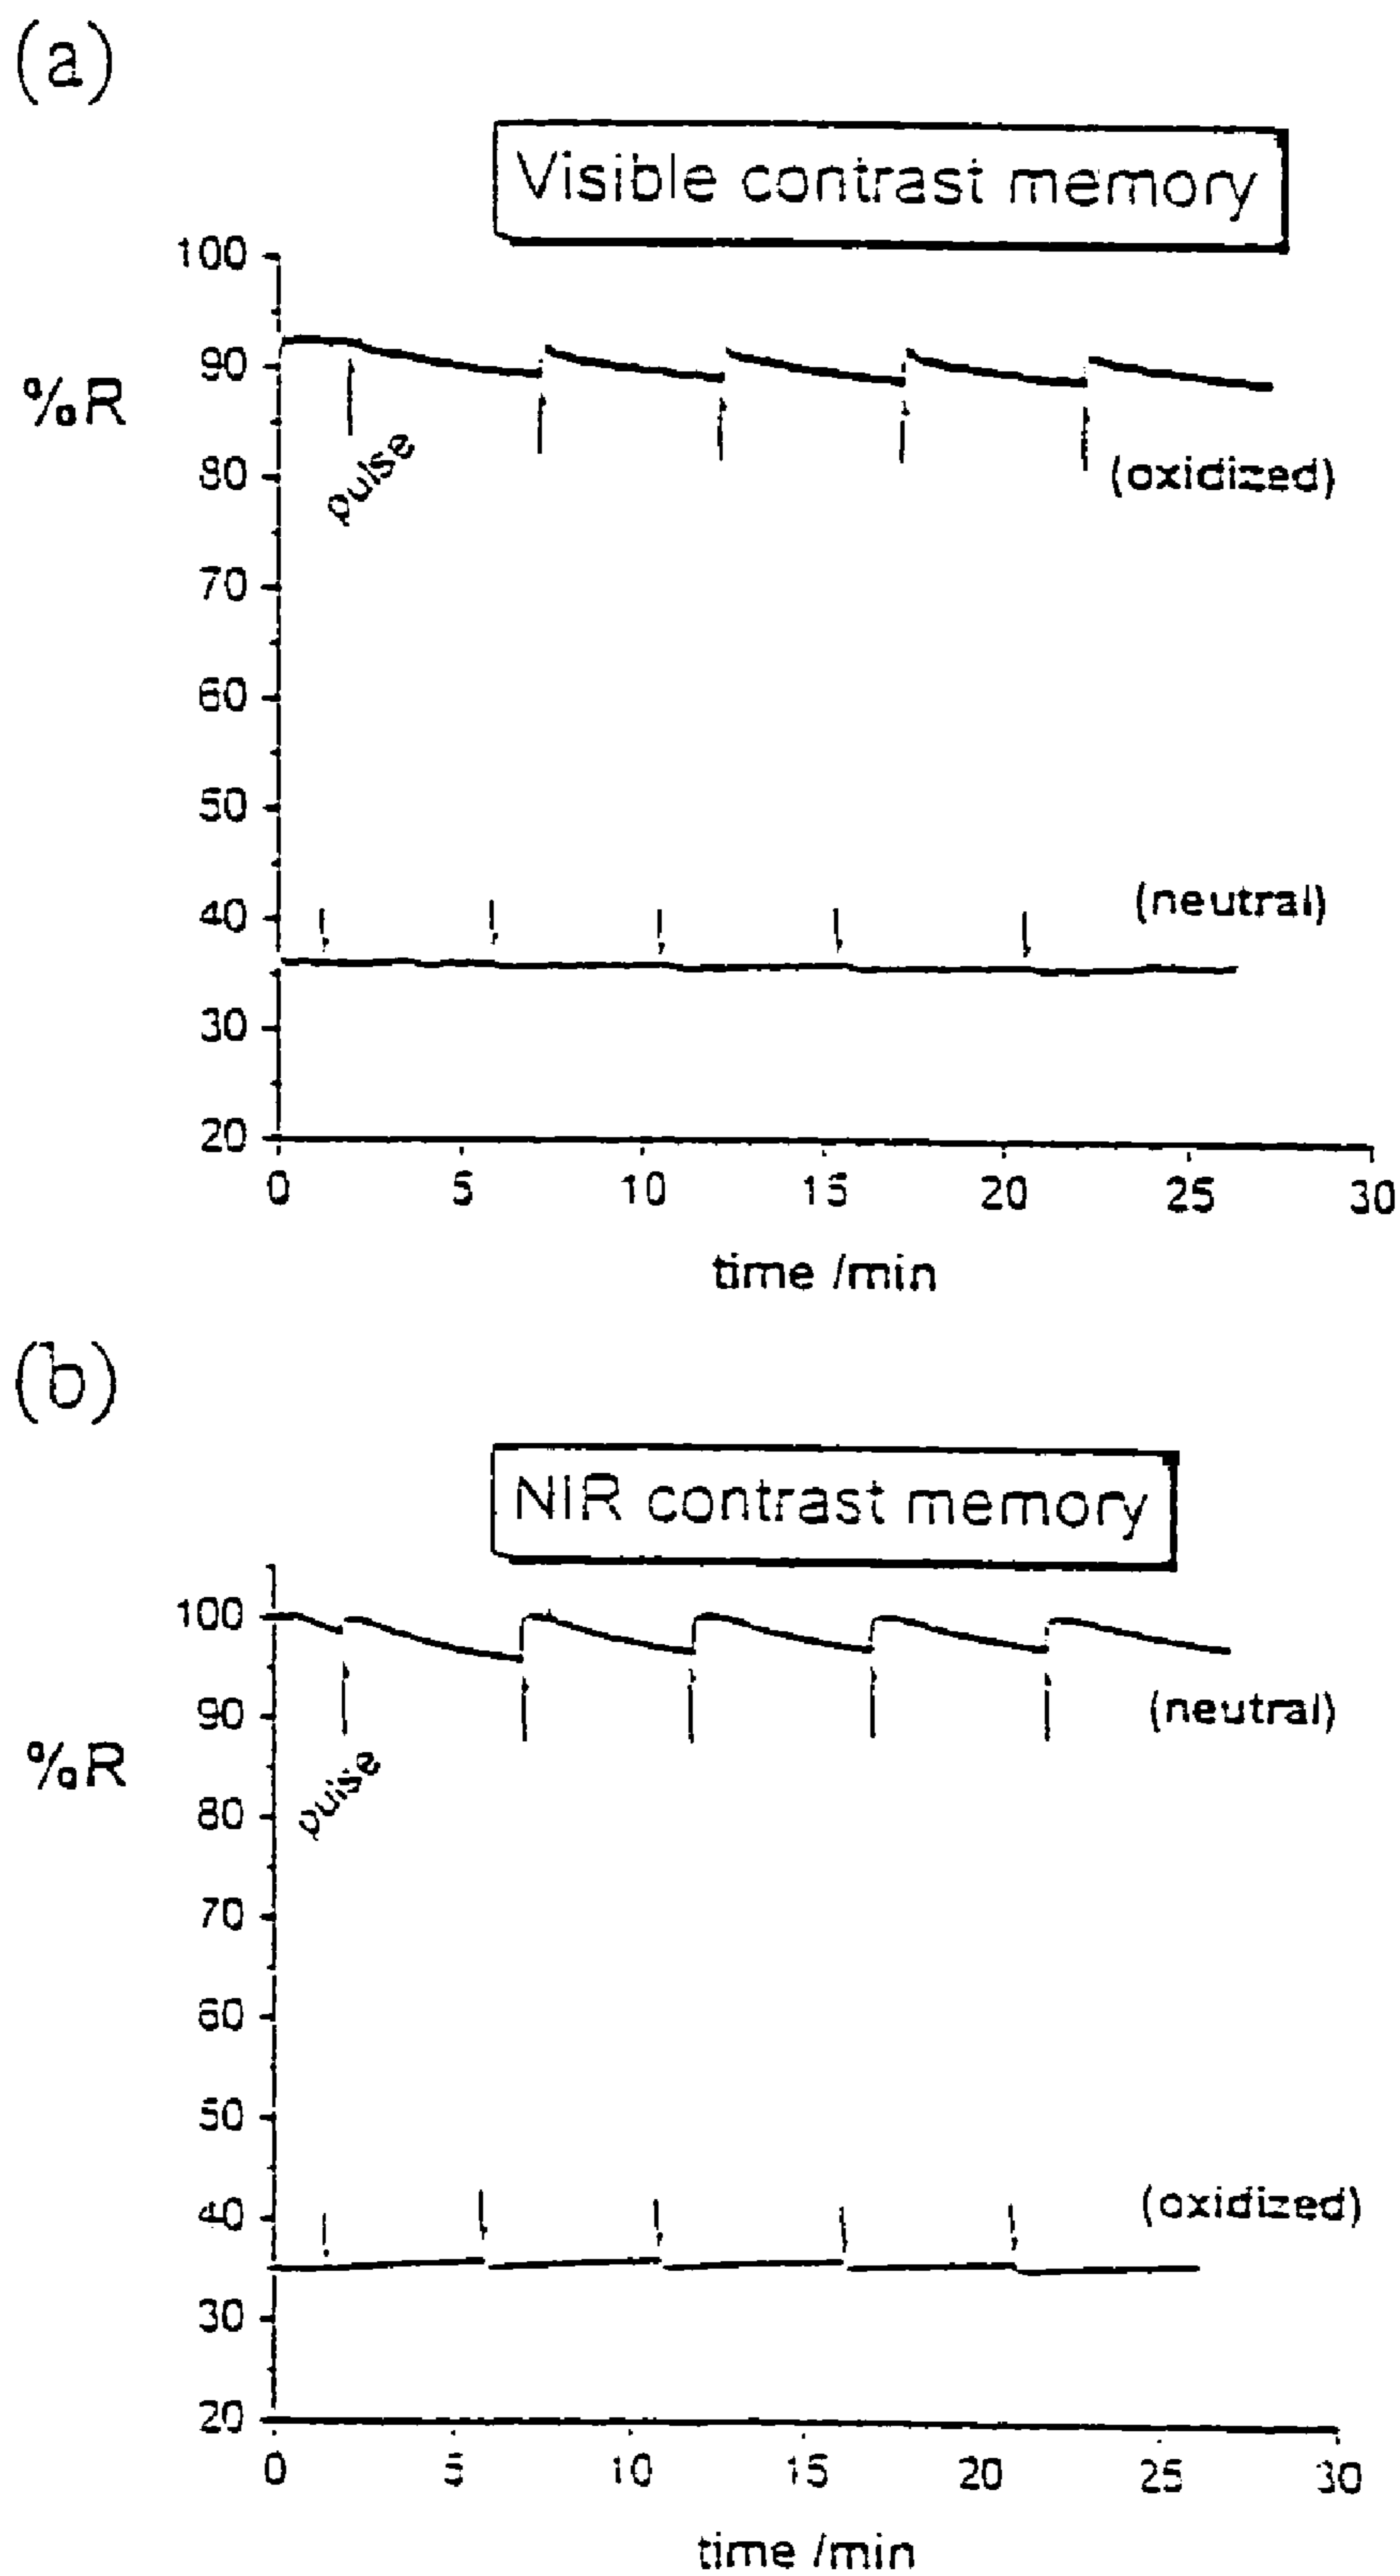 (a)
Visible contrast memory
100
90
%R
pulse
80
(oxidized)
70
60
50
40
(neutral)
30
20
0 5 10 15 20 25 30
time /min
(b)
NIR contrast memory
100
90
(neutral)
%R
pulse
80
70
60
50
40
(oxidized)
30
20
0 5 10 15 20 25 30
time /min